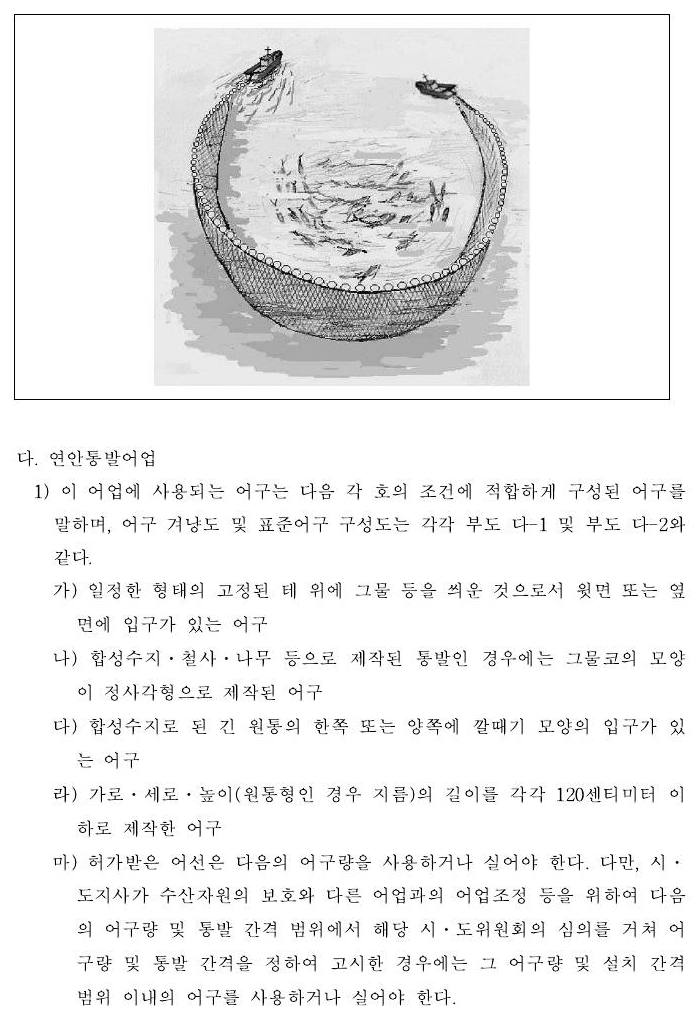 다. 연안통발어업
1) 이 어업에 사용되는 어구는 다음 각 호의 조건에 적합하게 구성된 어구를
말하며, 어구 겨냥도 및 표준어구 구성도는 각각 부도 다-1 및 부도 다-2와
같다.
가) 일정한 형태의 고정된 테 위에 그물 등을 씌운 것으로서 윗면 또는 옆
면에 입구가 있는 어구
나) 합성수지·철사·나무 등으로 제작된 통발인 경우에는 그물코의 모양
이 정사각형으로 제작된 어구
다) 합성수지로 된 긴 원통의 한쪽 또는 양쪽에 깔때기 모양의 입구가 있
는 어구
라) 가로·세로·높이(원통형인 경우 지름)의 길이를 각각 120센티미터 이
하로 제작한 어구
마) 허가받은 어선은 다음의 어구량을 사용하거나 실어야 한다. 다만, 시·
도지사가 수산자원의 보호와 다른 어업과의 어업조정 등을 위하여 다음
의 어구량 및 통발 간격 범위에서 해당 시·도위원회의 심의를 거쳐 어
구량 및 통발 간격을 정하여 고시한 경우에는 그 어구량 및 설치 간격
범위 이내의 어구를 사용하거나 실어야 한다.